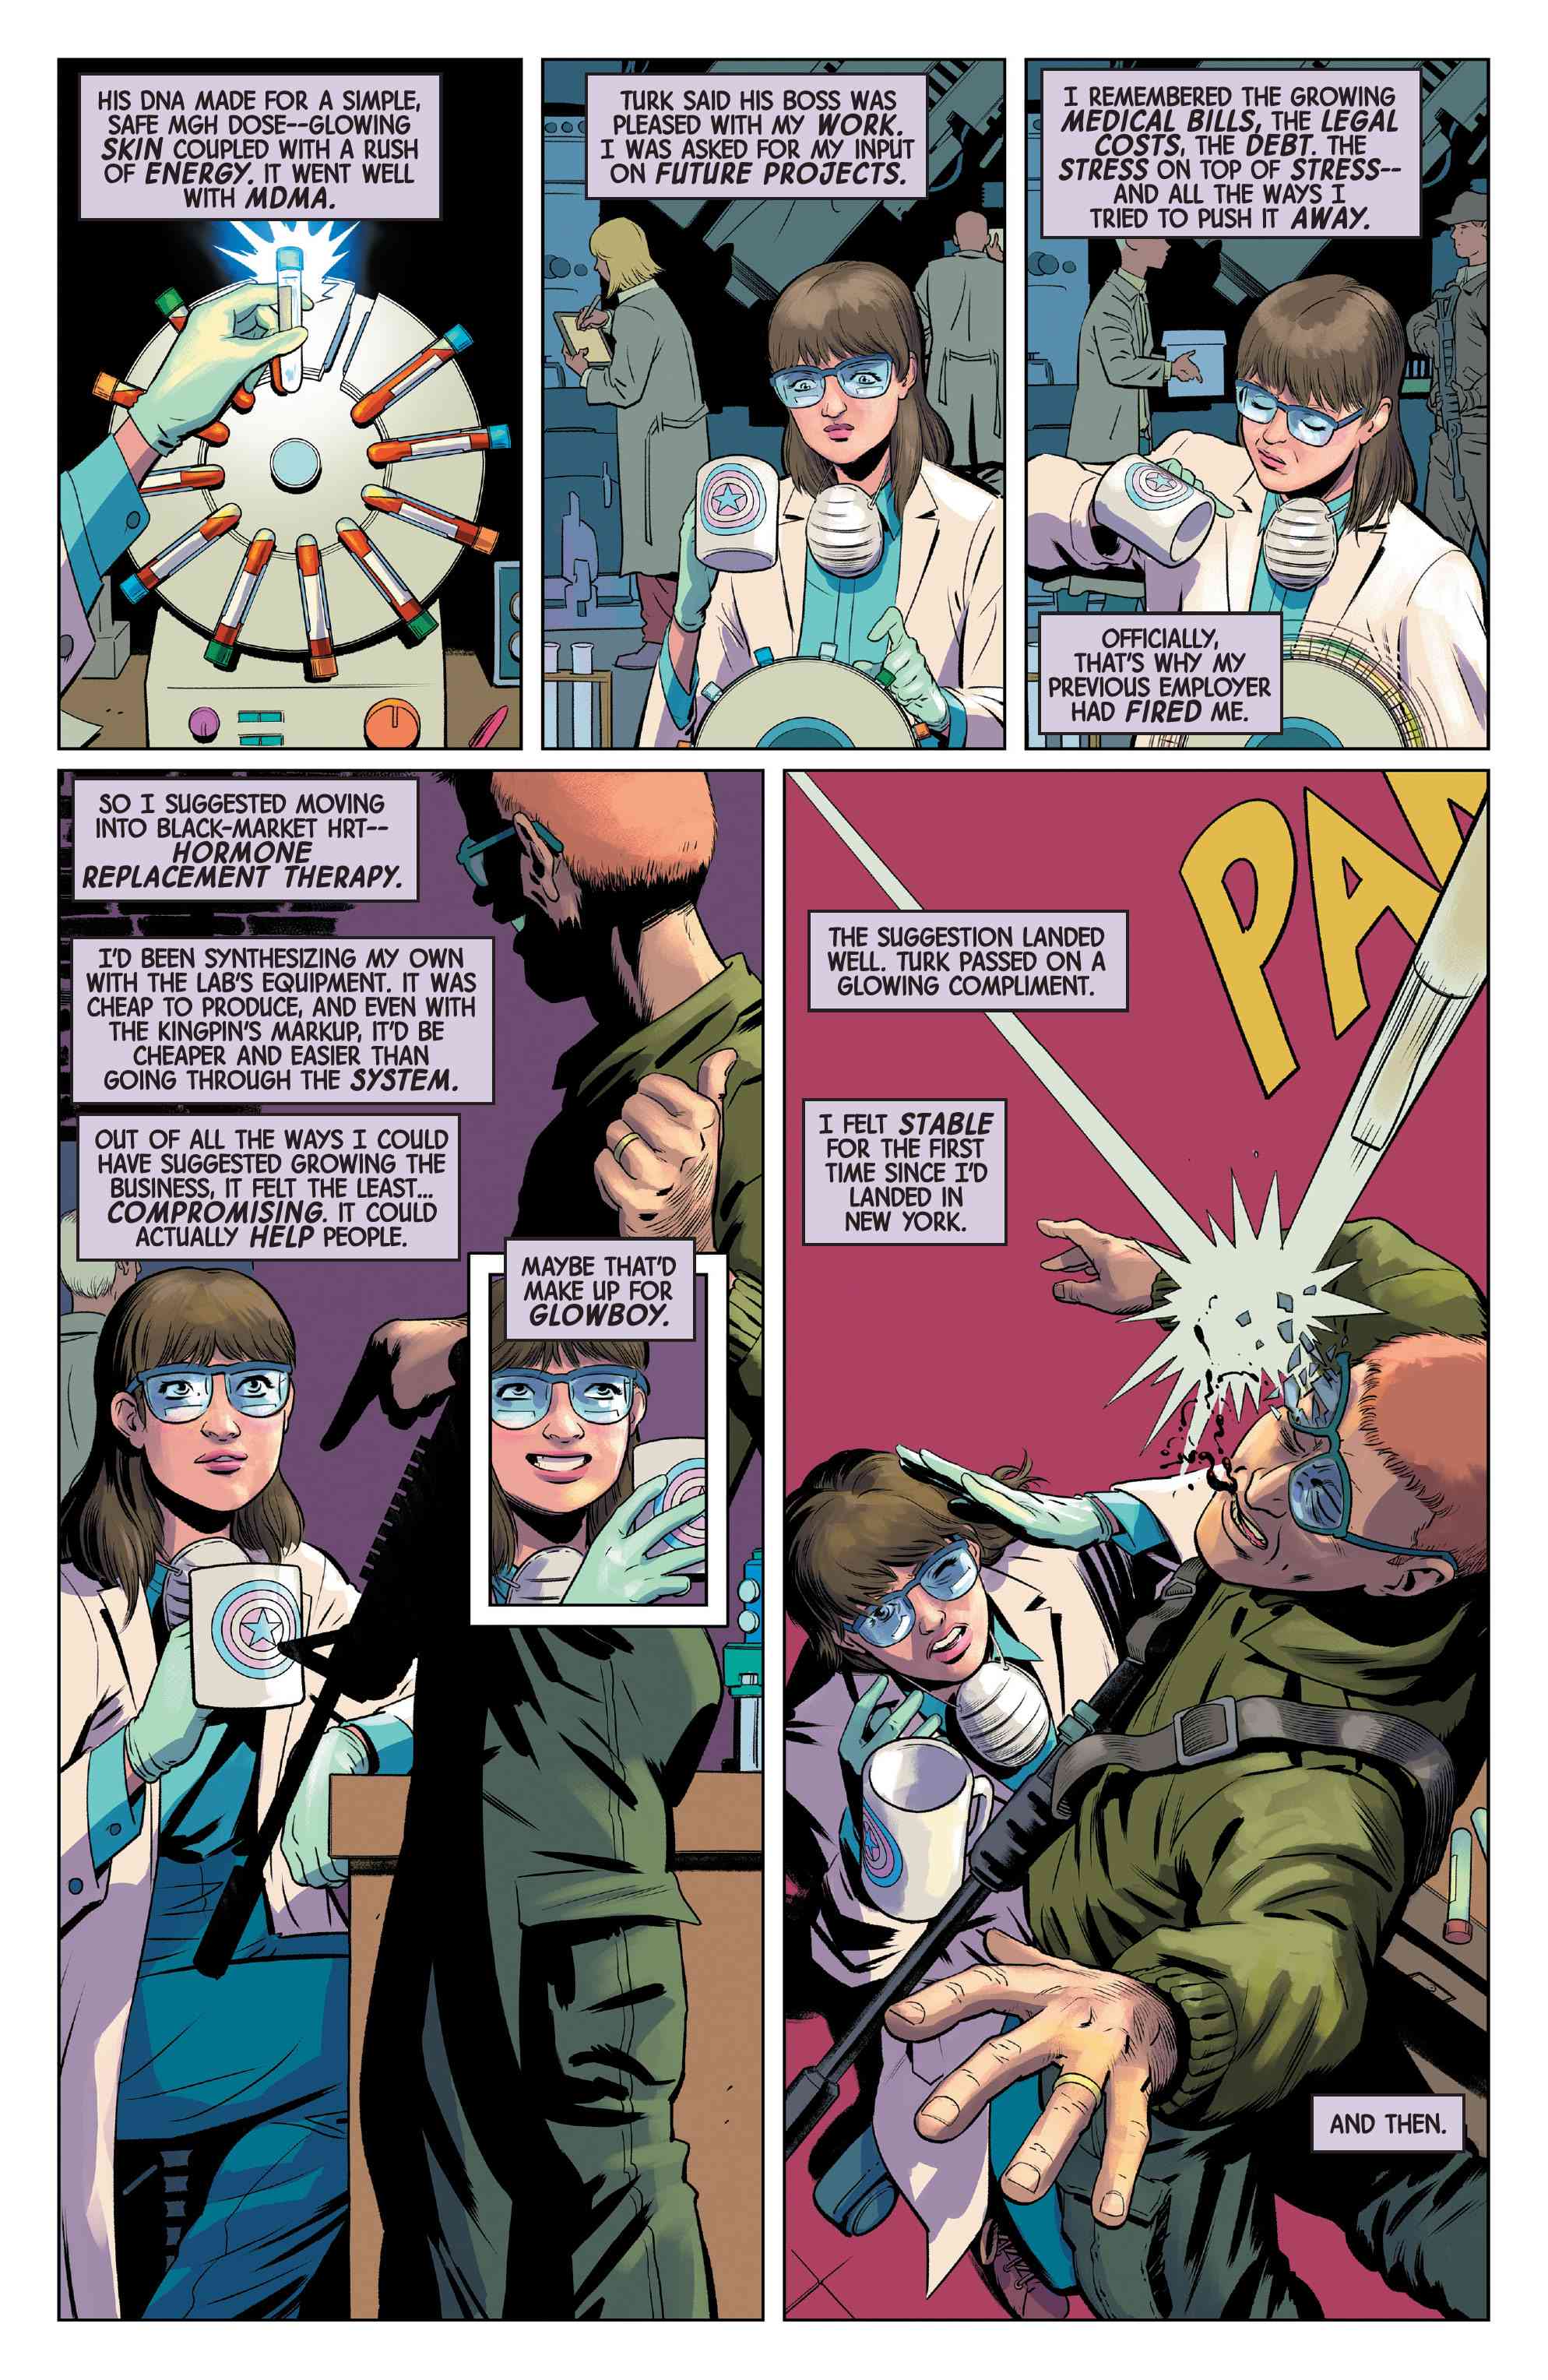 HIS DNA MADE FOR A SIMPLE,
SAFE MGH DOSE--GLOWING
SKIN COUPLED WITH A RUSH
OF ENERGY. IT WENT WELL
WITH MDMA.
TURK SAID HIS BOSS WAS
PLEASED WITH MY WORK.
I WAS ASKED FOR MY INPUT
ON FUTURE PROJECTS.
I REMEMBERED THE GROWING
MEDICAL BILLS, THE LEGAL
COSTS, THE DEBT. THE
STRESS ON TOP OF STRESS--
AND ALL THE WAYS I
TRIED TO PUSH IT AWAY.
OFFICIALLY,
THAT'S WHY MY
PREVIOUS EMPLOYER
HAD FIRED ME.
SO I SUGGESTED MOVING
INTO BLACK-MARKET HRT--
HORMONE
REPLACEMENT THERAPY.
I'D BEEN SYNTHESIZING MY OWN
WITH THE LAB'S EQUIPMENT. IT WAS
CHEAP TO PRODUCE, AND EVEN WITH
THE KINGPIN'S MARKUP, IT'D BE
CHEAPER AND EASIER THAN
GOING THROUGH THE SYSTEM.
OUT OF ALL THE WAYS I COULD
HAVE SUGGESTED GROWING THE
BUSINESS, IT FELT THE LEAST...
COMPROMISING. IT COULD
ACTUALLY HELP PEOPLE.
MAYBE THAT'D
MAKE UP FOR
GLOWBOY.
THE SUGGESTION LANDED
WELL. TURK PASSED ON A
GLOWING COMPLIMENT.
I FELT STABLE
FOR THE FIRST
TIME SINCE I'D
LANDED IN
NEW YORK.
AND THEN.